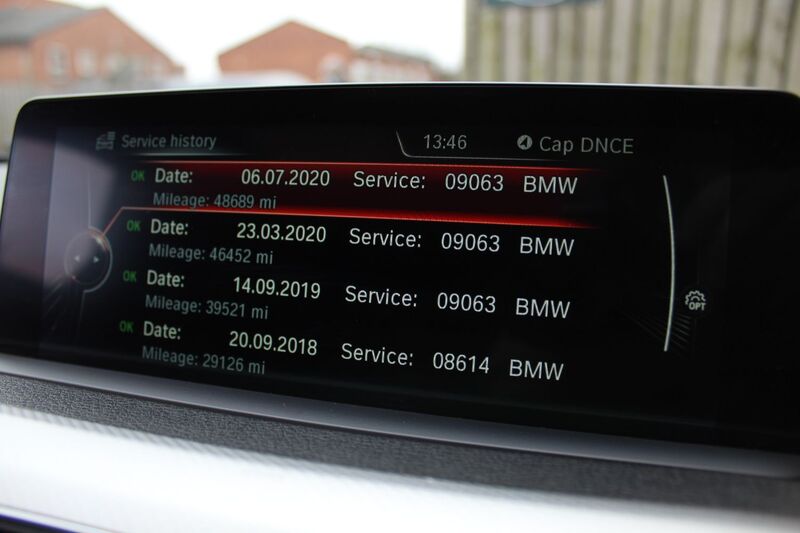 Service history 13:46 Cap DNCE
OK Date: 06.07.2020 Service: 09063 BMW
Mileage: 48689 mi
OK Date: 23.03.2020 Service: 09063 BMW
Mileage: 46452 mi
OK Date: 14.09.2019 Service: 09063 BMW
Mileage: 39521 mi
OK Date: 20.09.2018 Service: 08614 BMW
Mileage: 29126 mi
OPT